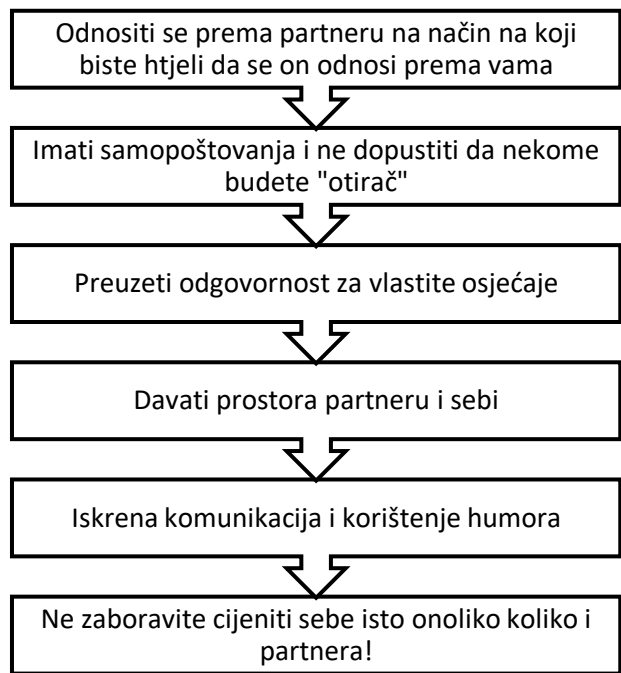 Odnositi se prema partneru na način na koji
biste htjeli da se on odnosi prema vama
Imati samopoštovanja i ne dopustiti da nekome
budete "otirač"
Preuzeti odgovornost za vlastite osjećaje
Davati prostora partneru i sebi
Iskrena komunikacija i korištenje humora
Ne zaboravite cijeniti sebe isto onoliko koliko i
partnera!